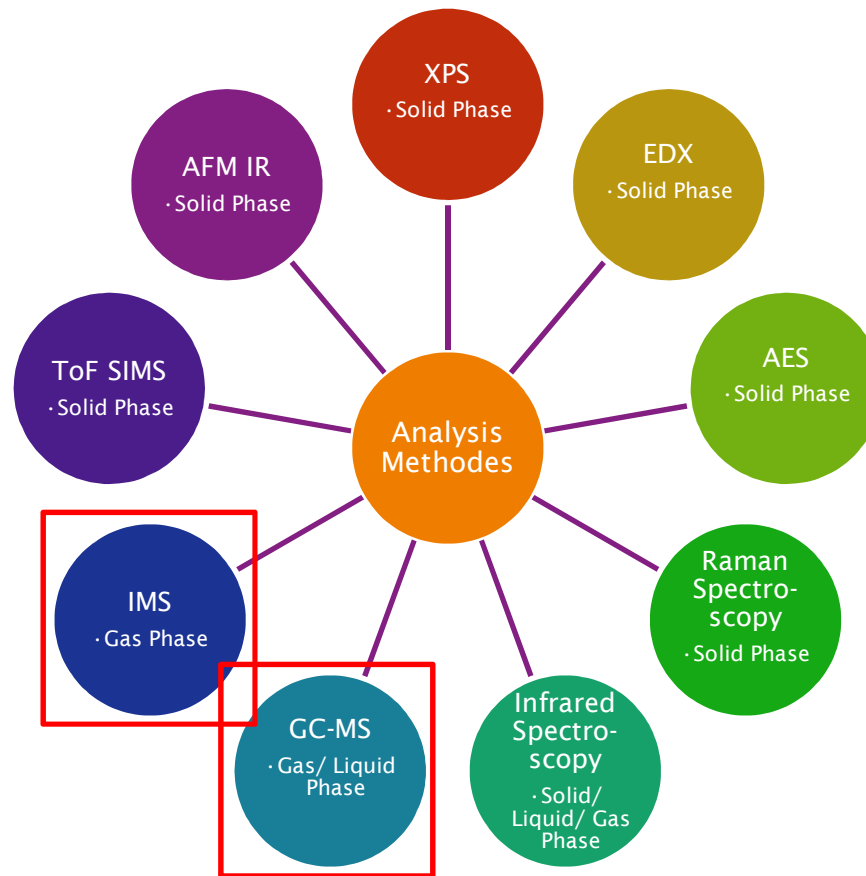 XPS
· Solid Phase
EDX
· Solid Phase
AES
· Solid Phase
Raman
Spectro-
scopy
· Solid Phase
Infrared
Spectro-
scopy
· Solid/
Liquid/ Gas
Phase
GC-MS
· Gas/ Liquid
Phase
IMS
· Gas Phase
ToF SIMS
· Solid Phase
AFM IR
· Solid Phase
Analysis
Methodes